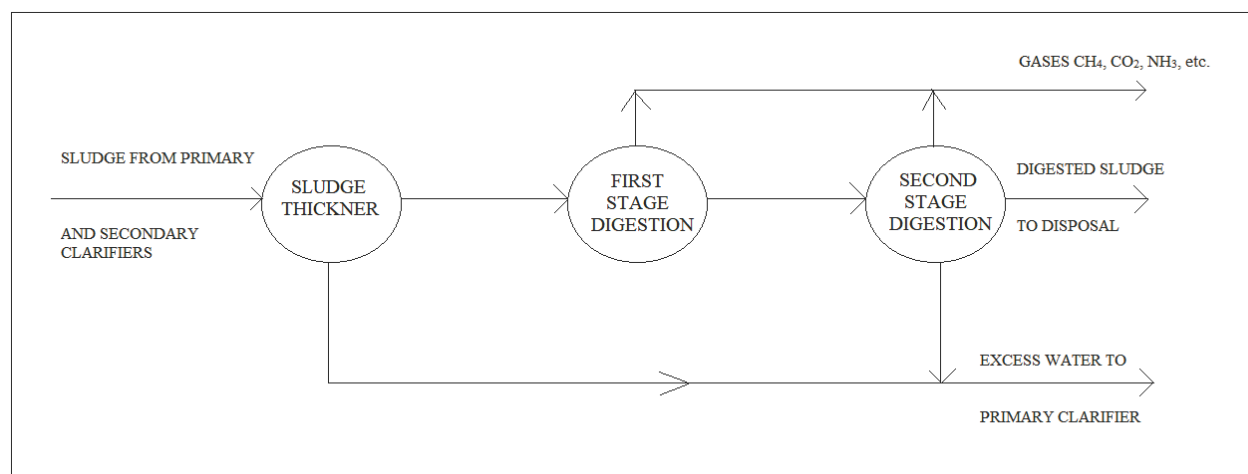 GASES CH₄, CO₂, NH₃, etc.
SLUDGE FROM PRIMARY
AND SECONDARY
CLARIFIERS
SLUDGE
THICKNER
FIRST
STAGE
DIGESTION
SECOND
STAGE
DIGESTION
DIGESTED SLUDGE
TO DISPOSAL
EXCESS WATER TO
PRIMARY CLARIFIER